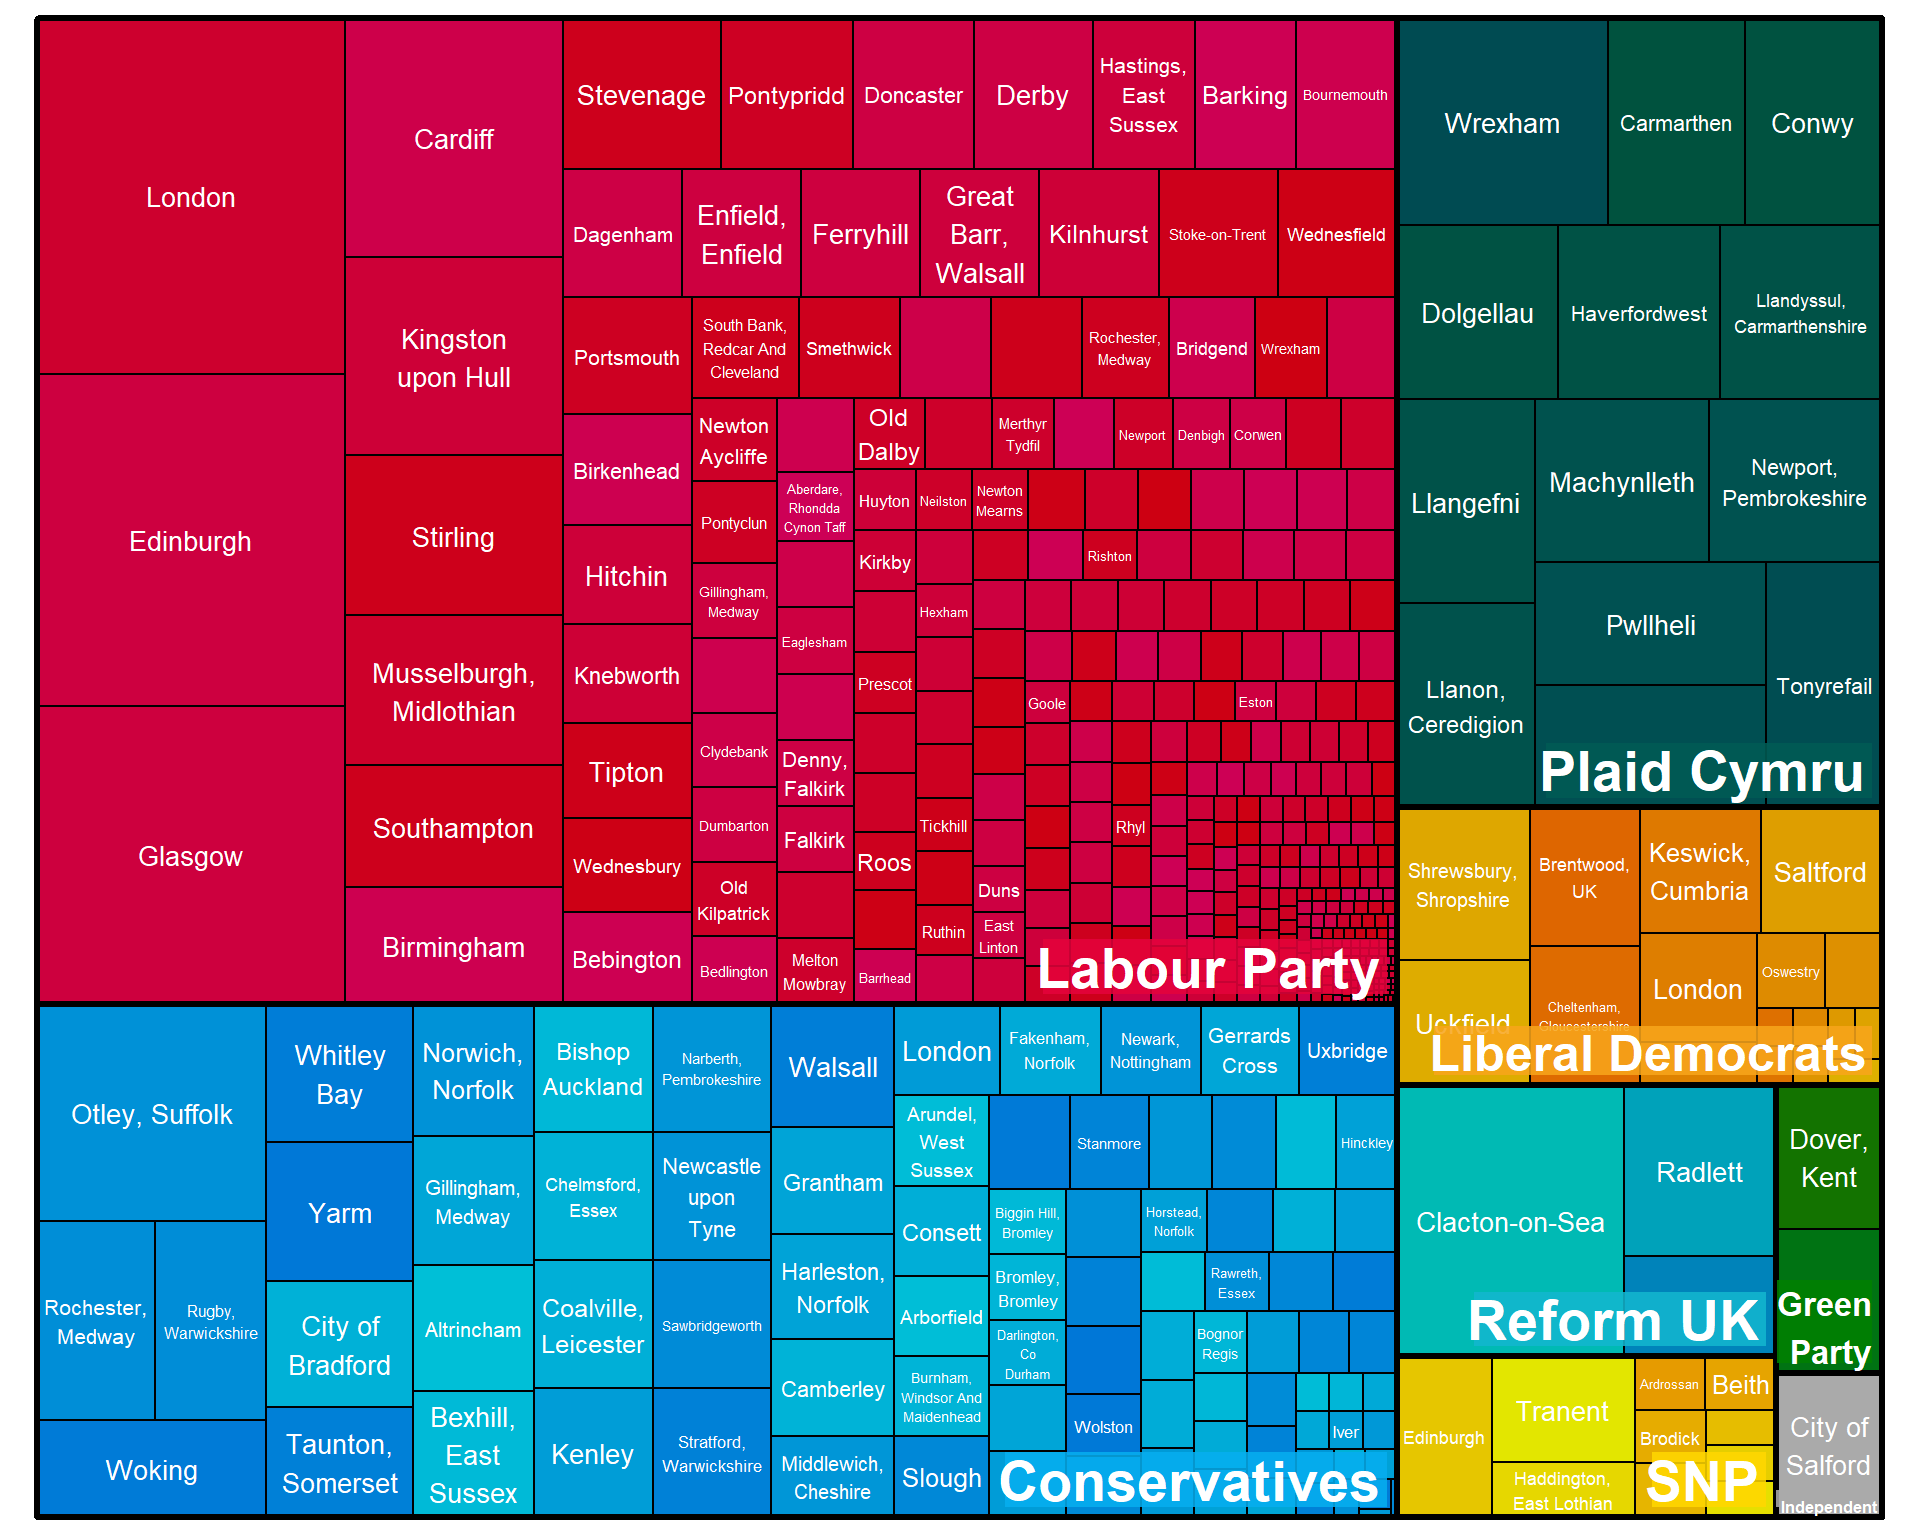 London
Edinburgh
Glasgow
Cardiff
Kingston
upon Hull
Stirling
Musselburgh,
Midlothian
Southampton
Birmingham
Stevenage
Pontypridd
Doncaster
Derby
Hastings,
East
Sussex
Barking
Bournemouth
Dagenham
Enfield,
Enfield
Ferryhill
Great
Barr,
Walsall
Kilnhurst
Stoke-on-Trent
Wednesfield
Portsmouth
Birkenhead
Hitchin
Knebworth
Tipton
Wednesbury
Bebington
South Bank,
Redcar And
Cleveland
Smethwick
Rochester,
Medway
Bridgend
Wrexham
Newton
Aycliffe
Pontyclun
Gillingham,
Medway
Clydebank
Dumbarton
Old
Kilpatrick
Bedlington
Aberdare,
Rhondda
Cynon Taff
Eaglesham
Denny,
Falkirk
Falkirk
Melton
Mowbray
Old
Dalby
Merthyr
Tydfil
Newport
Denbigh
Corwen
Huyton
Neilston
Newton
Mearns
Kirkby
Rishton
Hexham
Prescot
Goole
Eston
Tickhill
Rhyl
Roos
Duns
Ruthin
East
Linton
Barrhead
Labour Party
Otley, Suffolk
Rochester,
Medway
Rugby,
Warwickshire
Woking
Whitley
Bay
Yarm
City of
Bradford
Taunton,
Somerset
Norwich,
Norfolk
Gillingham,
Medway
Altrincham
Bexhill,
East
Sussex
Bishop
Auckland
Chelmsford,
Essex
Coalville,
Leicester
Kenley
Narberth,
Pembrokeshire
Newcastle
upon
Tyne
Sawbridgeworth
Stratford,
Warwickshire
Walsall
Grantham
Harleston,
Norfolk
Camberley
Middlewich,
Cheshire
London
Fakenham,
Norfolk
Newark,
Nottingham
Gerrards
Cross
Uxbridge
Arundel,
West
Sussex
Consett
Arborfield
Burnham,
Windsor And
Maidenhead
Slough
Stanmore
Hinckley
Biggin Hill,
Bromley
Horstead,
Norfolk
Bromley,
Bromley
Rawreth,
Essex
Darlington,
Co
Durham
Bognor
Regis
Wolston
Iver
Conservatives
Wrexham
Carmarthen
Conwy
Dolgellau
Haverfordwest
Llandyssul,
Carmarthenshire
Llangefni
Machynlleth
Newport,
Pembrokeshire
Llanon,
Ceredigion
Pwllheli
Tonyrefail
Plaid Cymru
Shrewsbury,
Shropshire
Uckfield
Brentwood,
UK
Cheltenham,
Gloucestershire
Keswick,
Cumbria
Saltford
London
Oswestry
Liberal Democrats
Clacton-on-Sea
Radlett
Reform UK
Dover,
Kent
Green
Party
Edinburgh
Tranent
Haddington,
East Lothian
Ardrossan
Beith
Brodick
SNP
City of
Salford
Independent